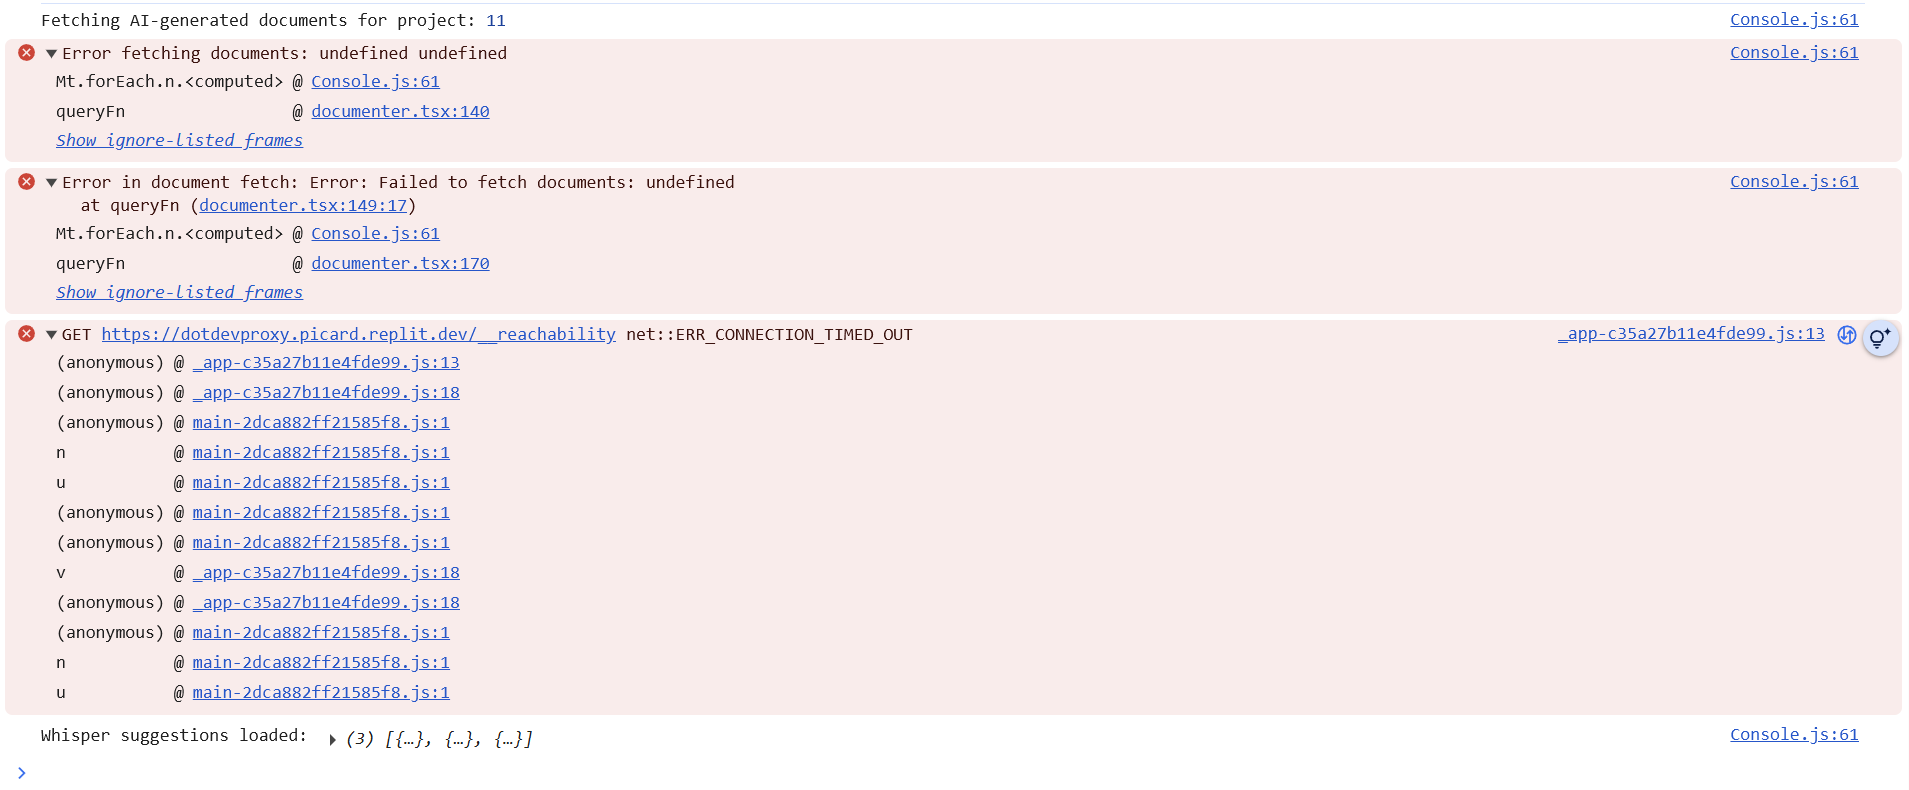 Fetching AI-generated documents for project: 11 Console.js:61
Error fetching documents: undefined undefined Console.js:61
Mt.forEach.n.<computed> @ Console.js:61
queryFn @ documenter.tsx:140
Show ignore-listed frames
Error in document fetch: Error: Failed to fetch documents: undefined Console.js:61
at queryFn (documenter.tsx:149:17)
Mt.forEach.n.<computed> @ Console.js:61
queryFn @ documenter.tsx:170
Show ignore-listed frames
GET https://dotdevproxy.picard.replit.dev/__reachability net::ERR_CONNECTION_TIMED_OUT _app-c35a27b11e4fde99.js:13
(anonymous) @ _app-c35a27b11e4fde99.js:13
(anonymous) @ _app-c35a27b11e4fde99.js:18
(anonymous) @ main-2dca882ff21585f8.js:1
n @ main-2dca882ff21585f8.js:1
u @ main-2dca882ff21585f8.js:1
(anonymous) @ main-2dca882ff21585f8.js:1
(anonymous) @ main-2dca882ff21585f8.js:1
v @ _app-c35a27b11e4fde99.js:18
(anonymous) @ _app-c35a27b11e4fde99.js:18
(anonymous) @ main-2dca882ff21585f8.js:1
n @ main-2dca882ff21585f8.js:1
u @ main-2dca882ff21585f8.js:1
Whisper suggestions loaded: (3) [{…}, {…}, {…}] Console.js:61